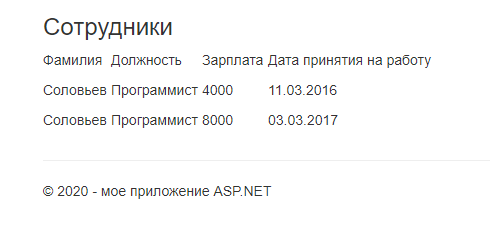 Сотрудники
Фамилия Должность Зарплата Дата принятия на работу
Соловьев Программист 4000 11.03.2016
Соловьев Программист 8000 03.03.2017
© 2020 - мое приложение ASP.NET